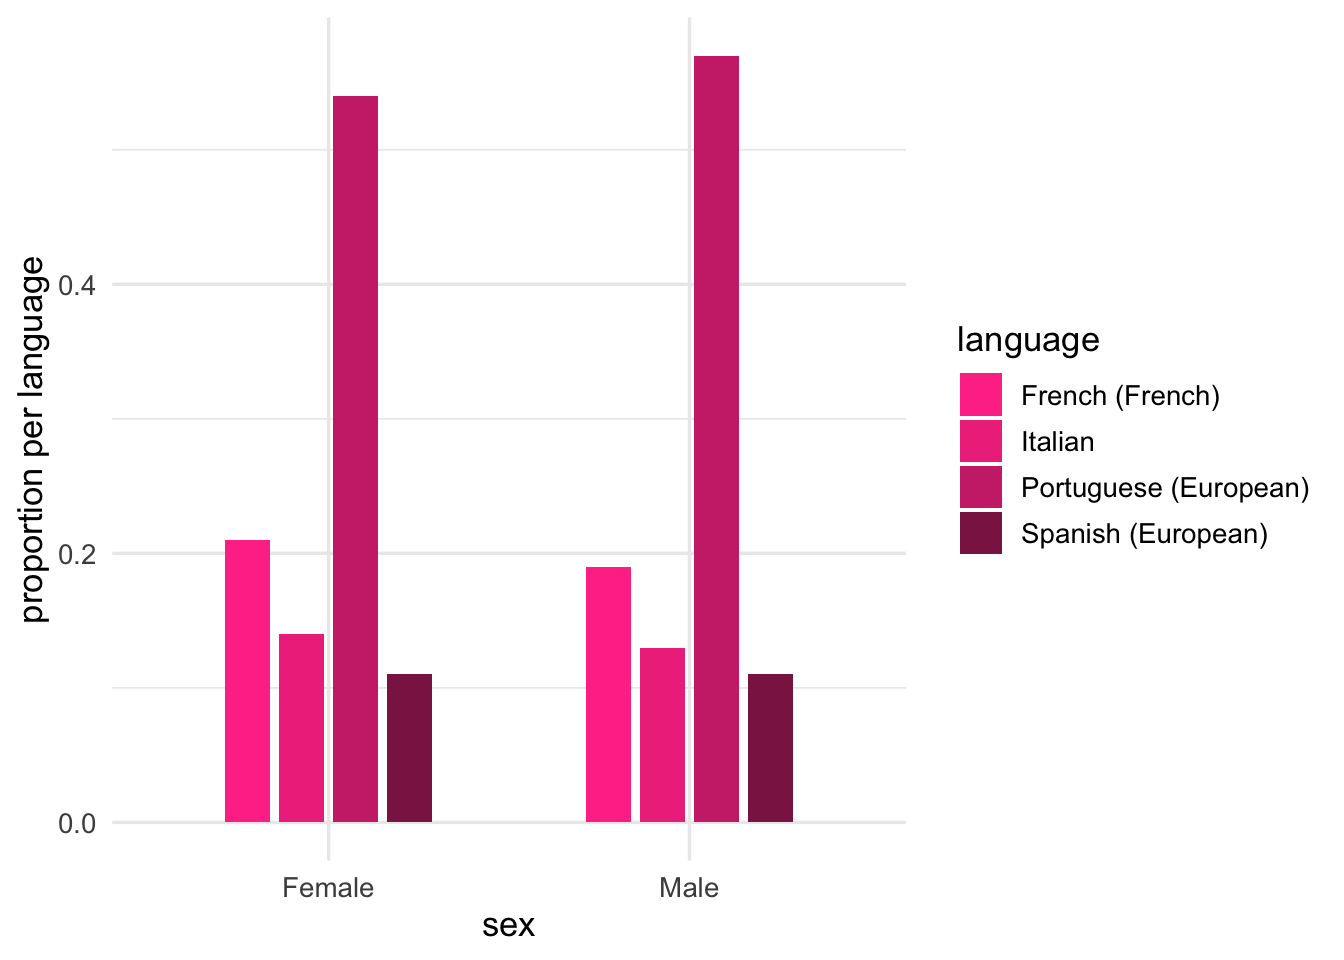 proportion per language
0.4
0.2
0.0
Female
Male
sex
language
French (French)
Italian
Portuguese (European)
Spanish (European)